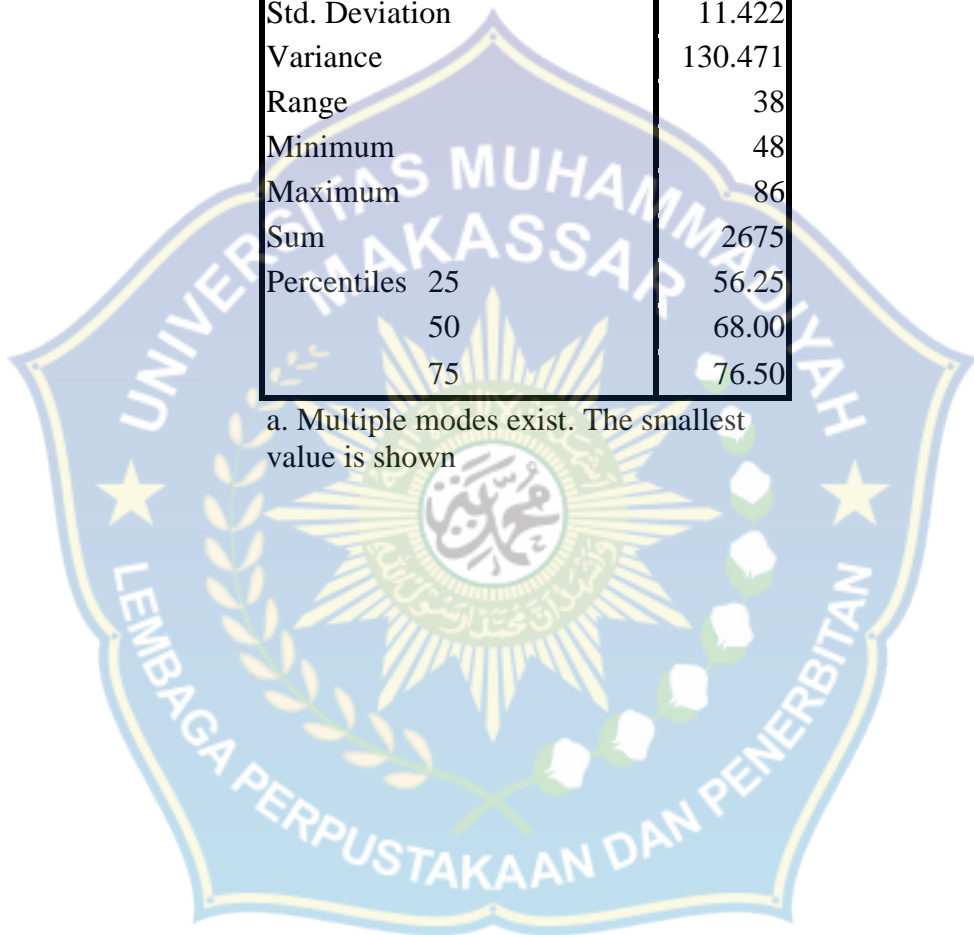 Std. Deviation 11.422
Variance 130.471
Range 38
Minimum 48
Maximum 86
Sum 2675
Percentiles 25 56.25
50 68.00
75 76.50
a. Multiple modes exist. The smallest
value is shown
UNIVERSITAS MUHAMMADIYAH
MAKASSAR
LEMBAGA PERPUSTAKAAN DAN PENERBITAN